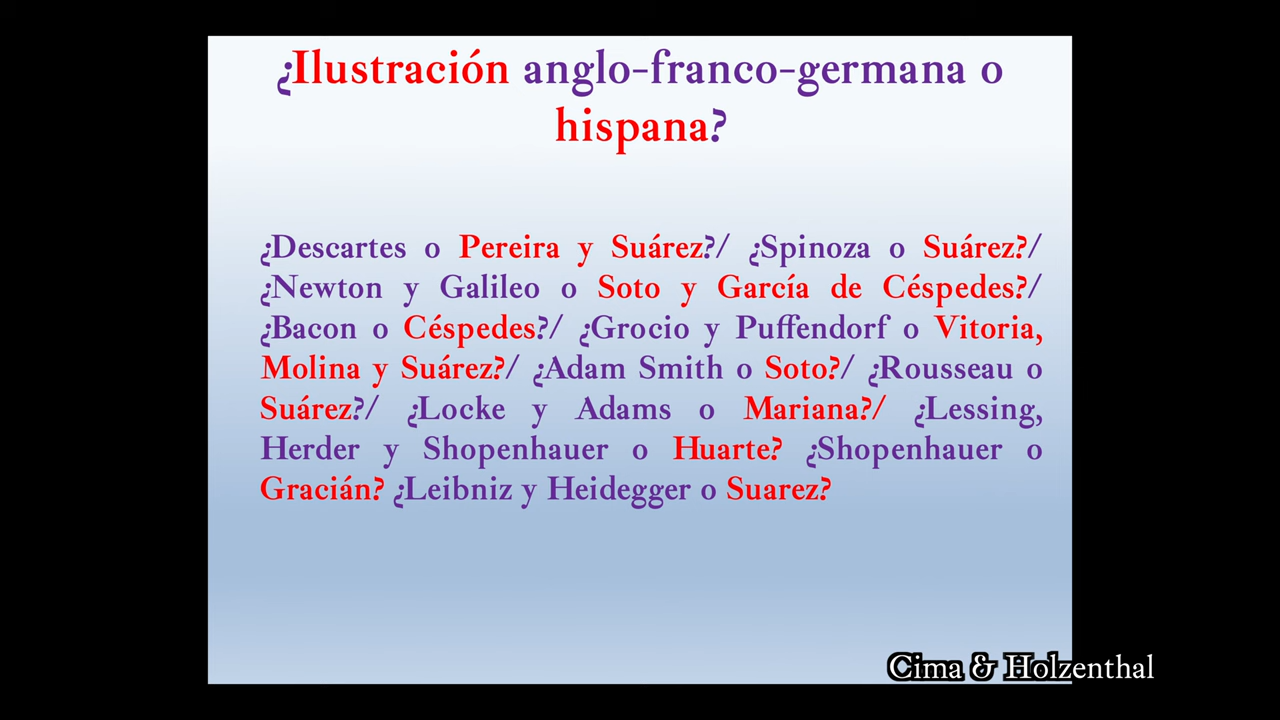 ¿Ilustración anglo-franco-germana o
hispana?
¿Descartes o Pereira y Suárez?/ ¿Spinoza o Suárez?/
¿Newton y Galileo o Soto y García de Céspedes?/
¿Bacon o Céspedes?/ ¿Grocio y Puffendorf o Vitoria,
Molina y Suárez?/ ¿Adam Smith o Soto?/ ¿Rousseau o
Suárez?/ ¿Locke y Adams o Mariana?/ ¿Lessing,
Herder y Shopenhauer o Huarte? ¿Shopenhauer o
Gracián? ¿Leibniz y Heidegger o Suarez?
Cima & Holzenthal